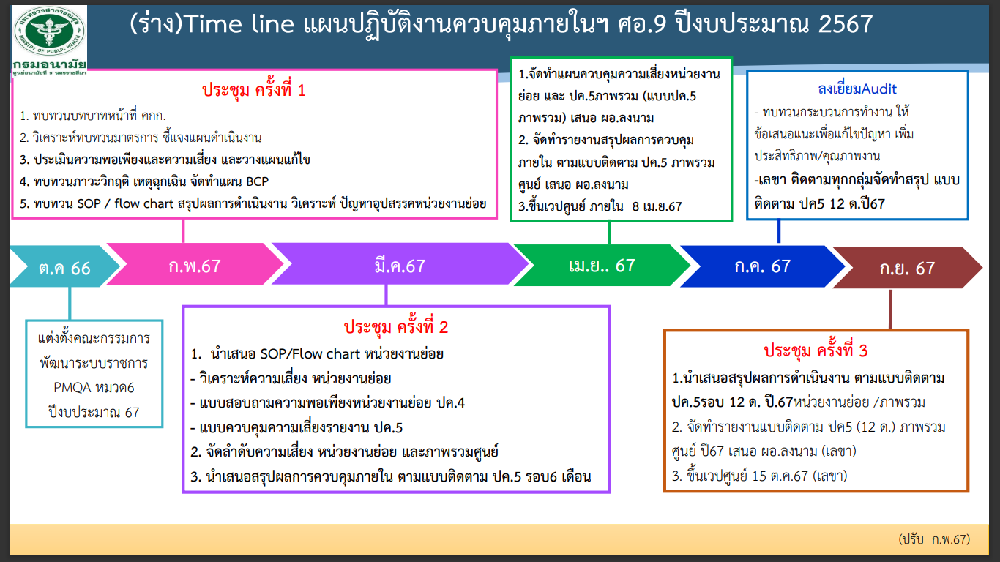 (ร่าง)Time line แผนปฏิบัติงานควบคุมภายในฯ ศอ.9 ปีงบประมาณ 2567
กระทรวงสาธารณสุข
MINISTRY OF PUBLIC HEALTH
กรมอนามัย
ศูนย์อนามัยที่ 9 นครราชสีมา
ประชุม ครั้งที่ 1
1. ทบทวนบทบาทหน้าที่ คกก.
2. วิเคราะห์ทบทวนมาตรการ ชี้แจงแผนดำเนินงาน
3. ประเมินความพอเพียงและความเสี่ยง และวางแผนแก้ไข
4. ทบทวนภาวะวิกฤติ เหตุฉุกเฉิน จัดทำแผน BCP
5. ทบทวน SOP / flow chart สรุปผลการดำเนินงาน วิเคราะห์ ปัญหาอุปสรรคหน่วยงานย่อย
1.จัดทำแผนควบคุมความเสี่ยงหน่วยงาน
ย่อย และ ปค.5ภาพรวม (แบบปค.5
ภาพรวม) เสนอ ผอ.ลงนาม
2. จัดทำรายงานสรุปผลการควบคุม
ภายใน ตามแบบติดตาม ปค.5 ภาพรวม
ศูนย์ เสนอ ผอ.ลงนาม
3.ขึ้นเวปศูนย์ ภายใน 8 เม.ย.67
ลงเยี่ยมAudit
- ทบทวนกระบวนการทำงาน ให้
ข้อเสนอแนะเพื่อแก้ไขปัญหา เพิ่ม
ประสิทธิภาพ/คุณภาพงาน
-เลขา ติดตามทุกกลุ่มจัดทำสรุป แบบ
ติดตาม ปค5 12 ด.ปี67
ต.ค 66
ก.พ.67
มี.ค.67
เม.ย.. 67
ก.ค. 67
ก.ย. 67
แต่งตั้งคณะกรรมการ
พัฒนาระบบราชการ
PMQA หมวด6
ปีงบประมาณ 67
ประชุม ครั้งที่ 2
1. นำเสนอ SOP/Flow chart หน่วยงานย่อย
- วิเคราะห์ความเสี่ยง หน่วยงานย่อย
- แบบสอบถามความพอเพียงหน่วยงานย่อย ปค.4
- แบบควบคุมความเสี่ยงรายงาน ปค.5
2. จัดลำดับความเสี่ยง หน่วยงานย่อย และภาพรวมศูนย์
3. นำเสนอสรุปผลการควบคุมภายใน ตามแบบติดตาม ปค.5 รอบ6 เดือน
ประชุม ครั้งที่ 3
1.นำเสนอสรุปผลการดำเนินงาน ตามแบบติดตาม
ปค.5รอบ 12 ด. ปี.67หน่วยงานย่อย /ภาพรวม
2. จัดทำรายงานแบบติดตาม ปค5 (12 ด.) ภาพรวม
ศูนย์ ปี67 เสนอ ผอ.ลงนาม (เลขา)
3. ขึ้นเวปศูนย์ 15 ต.ค.67 (เลขา)
(ปรับ ก.พ.67)